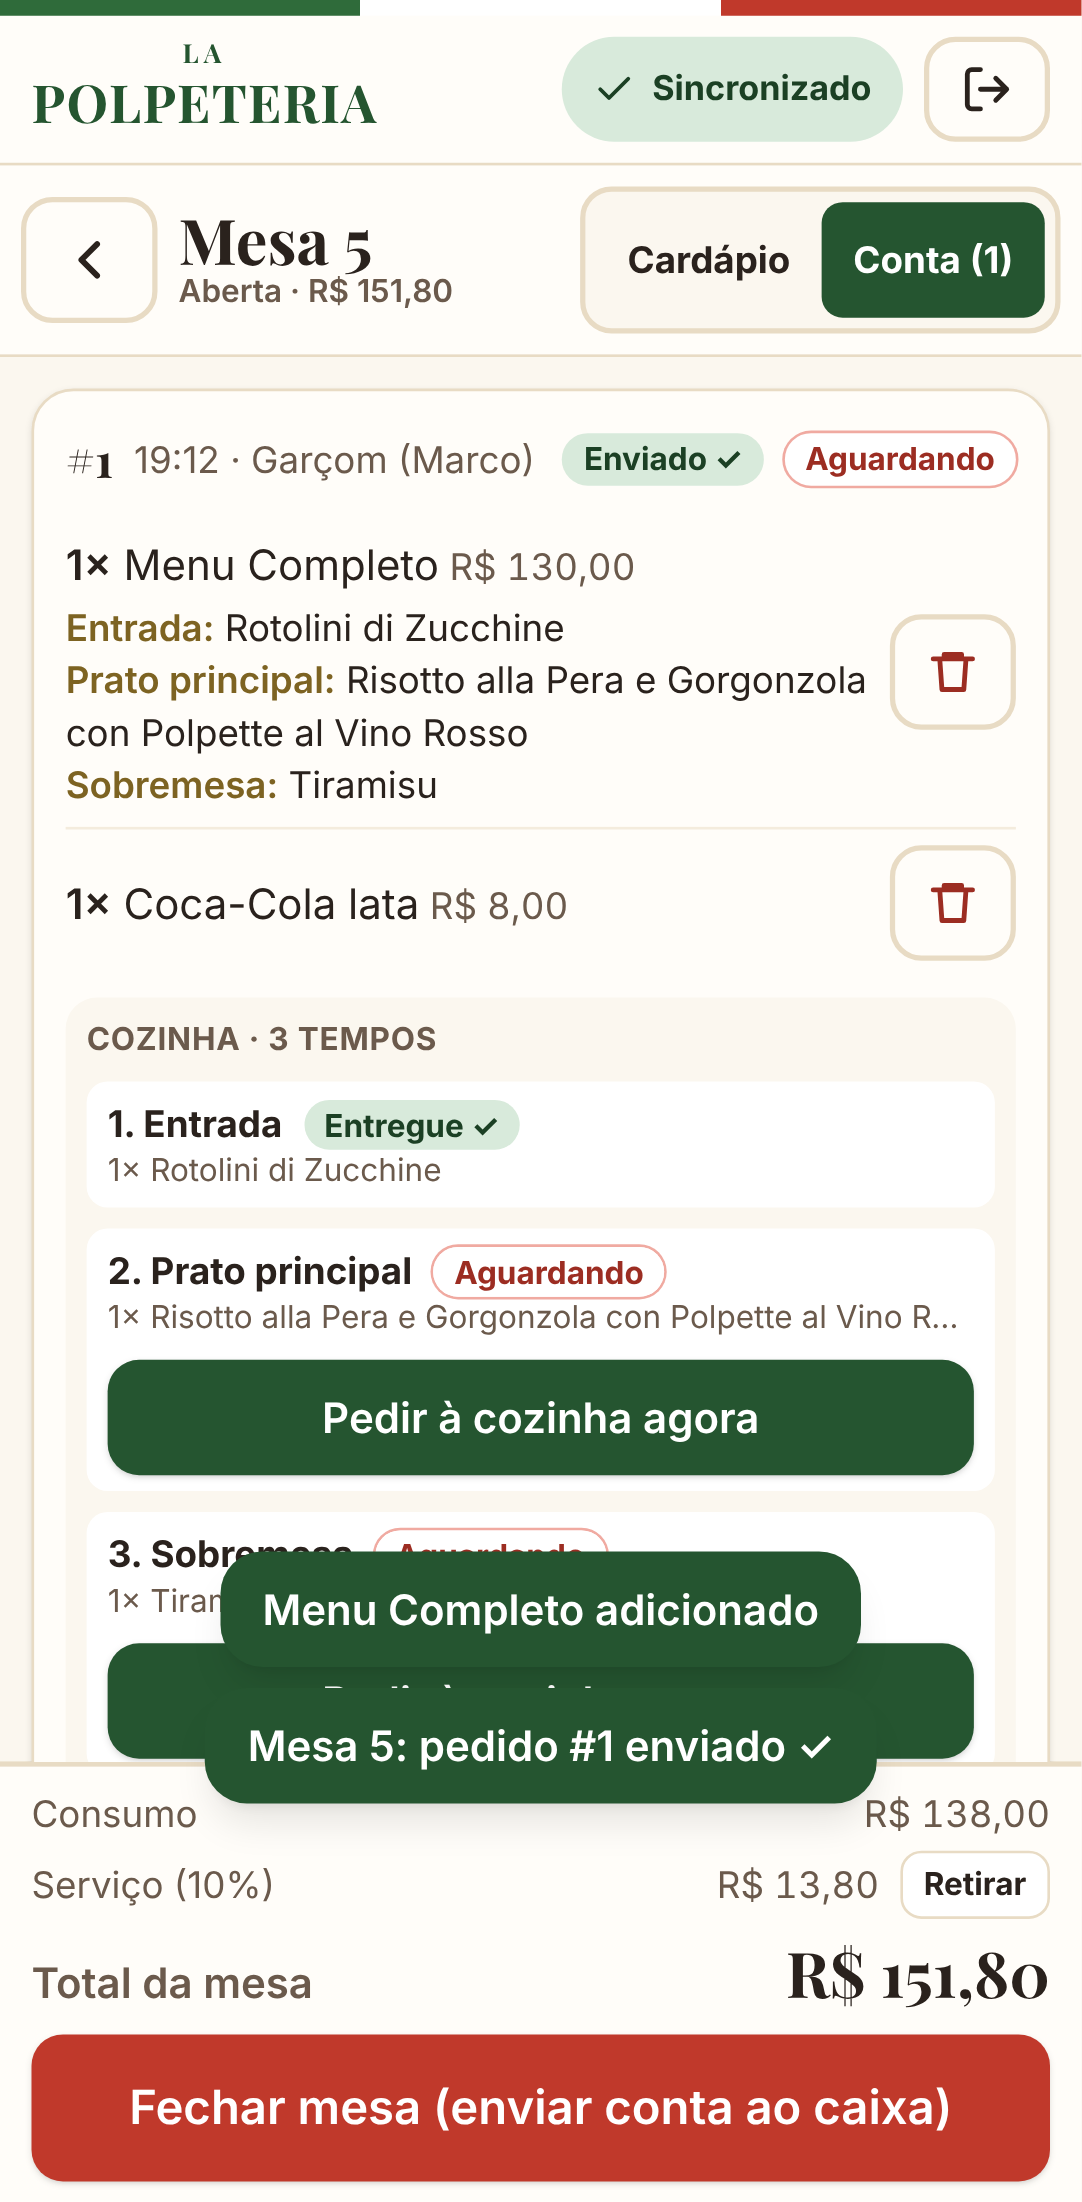 LA
POLPETERIA
Sincronizado
Mesa 5
Aberta · R$ 151,80
Cardápio
Conta (1)
#1 19:12 · Garçom (Marco) Enviado ✓ Aguardando
1× Menu Completo R$ 130,00
Entrada: Rotolini di Zucchine
Prato principal: Risotto alla Pera e Gorgonzola
con Polpette al Vino Rosso
Sobremesa: Tiramisu
1× Coca-Cola lata R$ 8,00
COZINHA · 3 TEMPOS
1. Entrada Entregue ✓
1× Rotolini di Zucchine
2. Prato principal Aguardando
1× Risotto alla Pera e Gorgonzola con Polpette al Vino R...
Pedir à cozinha agora
3. Sobremesa Aguardando
1×
Menu Completo adicionado
Mesa 5: pedido #1 enviado ✓
Consumo R$ 138,00
Serviço (10%) R$ 13,80 Retirar
Total da mesa R$ 151,80
Fechar mesa (enviar conta ao caixa)